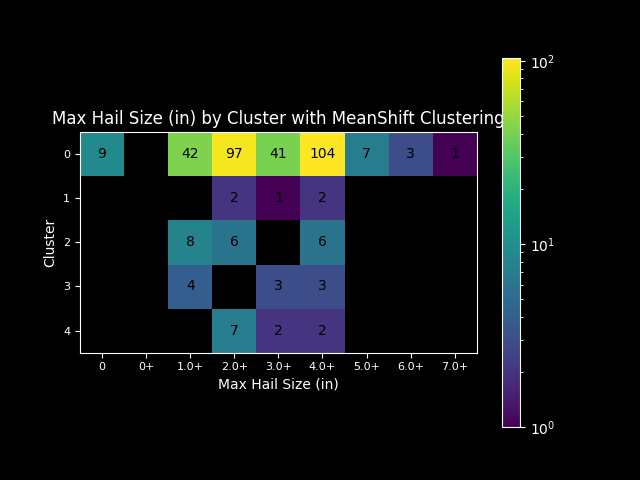 Max Hail Size (in) by Cluster with MeanShift Clustering
10²
0 9 42 97 41 104 7 3 1
1 2 1 2
10¹
2 8 6 6
3 4 3 3
4 7 2 2
Cluster
0 0+ 1.0+ 2.0+ 3.0+ 4.0+ 5.0+ 6.0+ 7.0+
Max Hail Size (in)
10⁰